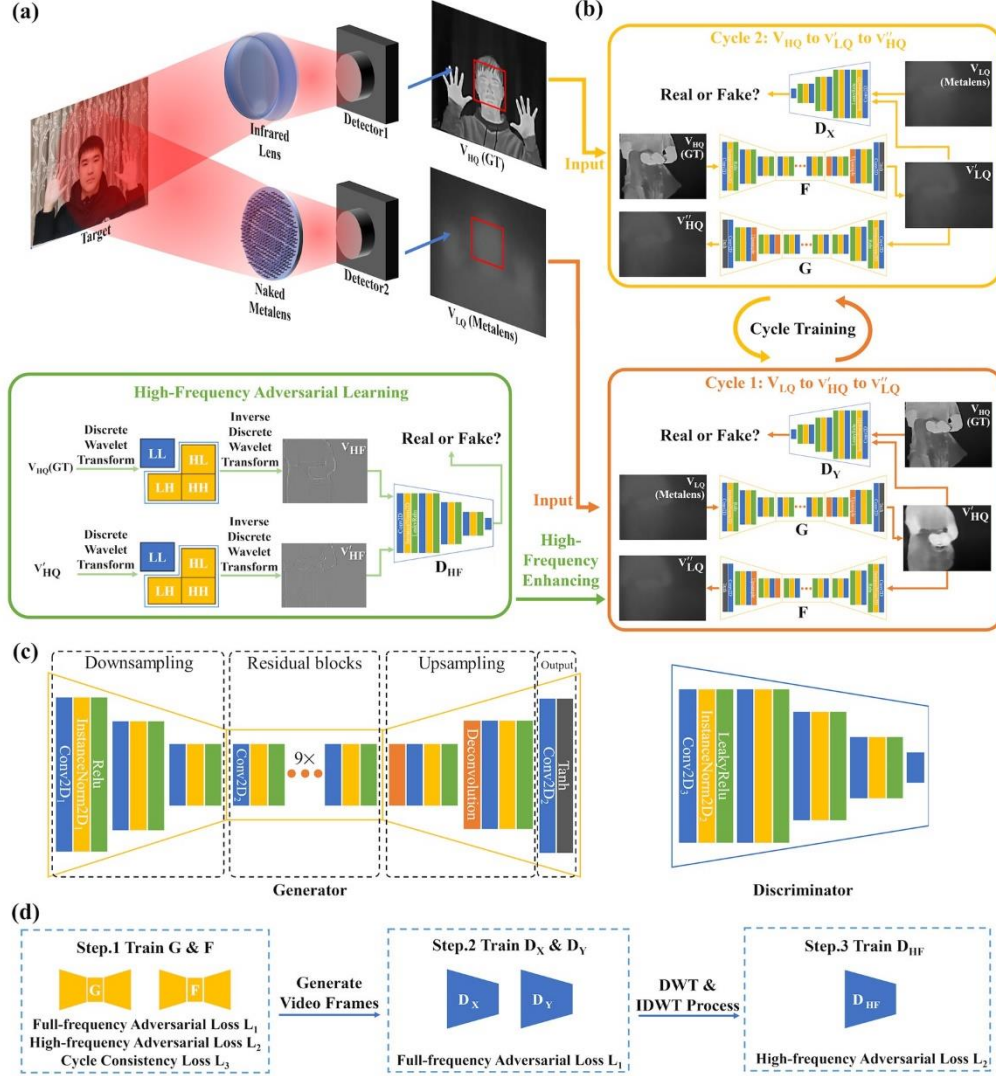 (a)
Infrared
Lens
Detector1
V_HQ (GT)
Target
Naked
Metalens
Detector2
V_LQ (Metalens)
Input
Input
(b)
Cycle 2: V_HQ to V'_LQ to V''_HQ
Real or Fake?
D_X
V_LQ
(Metalens)
V_HQ
(GT)
F
V'_LQ
V''_HQ
G
Cycle Training
Cycle 1: V_LQ to V'_HQ to V''_LQ
Real or Fake?
D_Y
V_HQ
(GT)
V_LQ
(Metalens)
G
V'_HQ
V''_LQ
F
High-Frequency Adversarial Learning
Discrete
Wavelet
Transform
V_HQ(GT)
LL
HL
LH
HH
Inverse
Discrete
Wavelet
Transform
V_HF
Real or Fake?
Discrete
Wavelet
Transform
V'_HQ
LL
HL
LH
HH
Inverse
Discrete
Wavelet
Transform
V'_HF
D_HF
High-
Frequency
Enhancing
(c)
Downsampling
Residual blocks
Upsampling
Output
Conv2D_1
InstanceNorm2D_1
Relu
Conv2D_2
9×
Deconvolution
Tanh
Generator
Conv2D_3
InstanceNorm2D_2
LeakyRelu
Discriminator
(d)
Step.1 Train G & F
G
F
Full-frequency Adversarial Loss L_1
High-frequency Adversarial Loss L_2
Cycle Consistency Loss L_3
Generate
Video Frames
Step.2 Train D_X & D_Y
D_X
D_Y
Full-frequency Adversarial Loss L_1
DWT &
IDWT Process
Step.3 Train D_HF
D_HF
High-frequency Adversarial Loss L_2